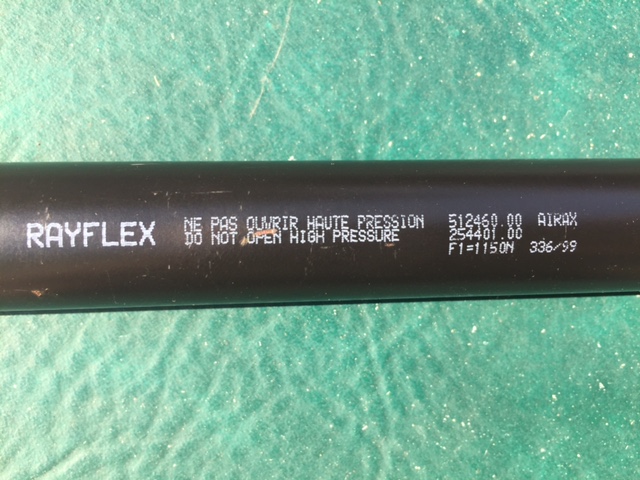 RAYFLEX
NE PAS OUVRIR HAUTE PRESSION 512460.00 AIRAX
DO NOT OPEN HIGH PRESSURE 254401.00
F1=1150N 336/99